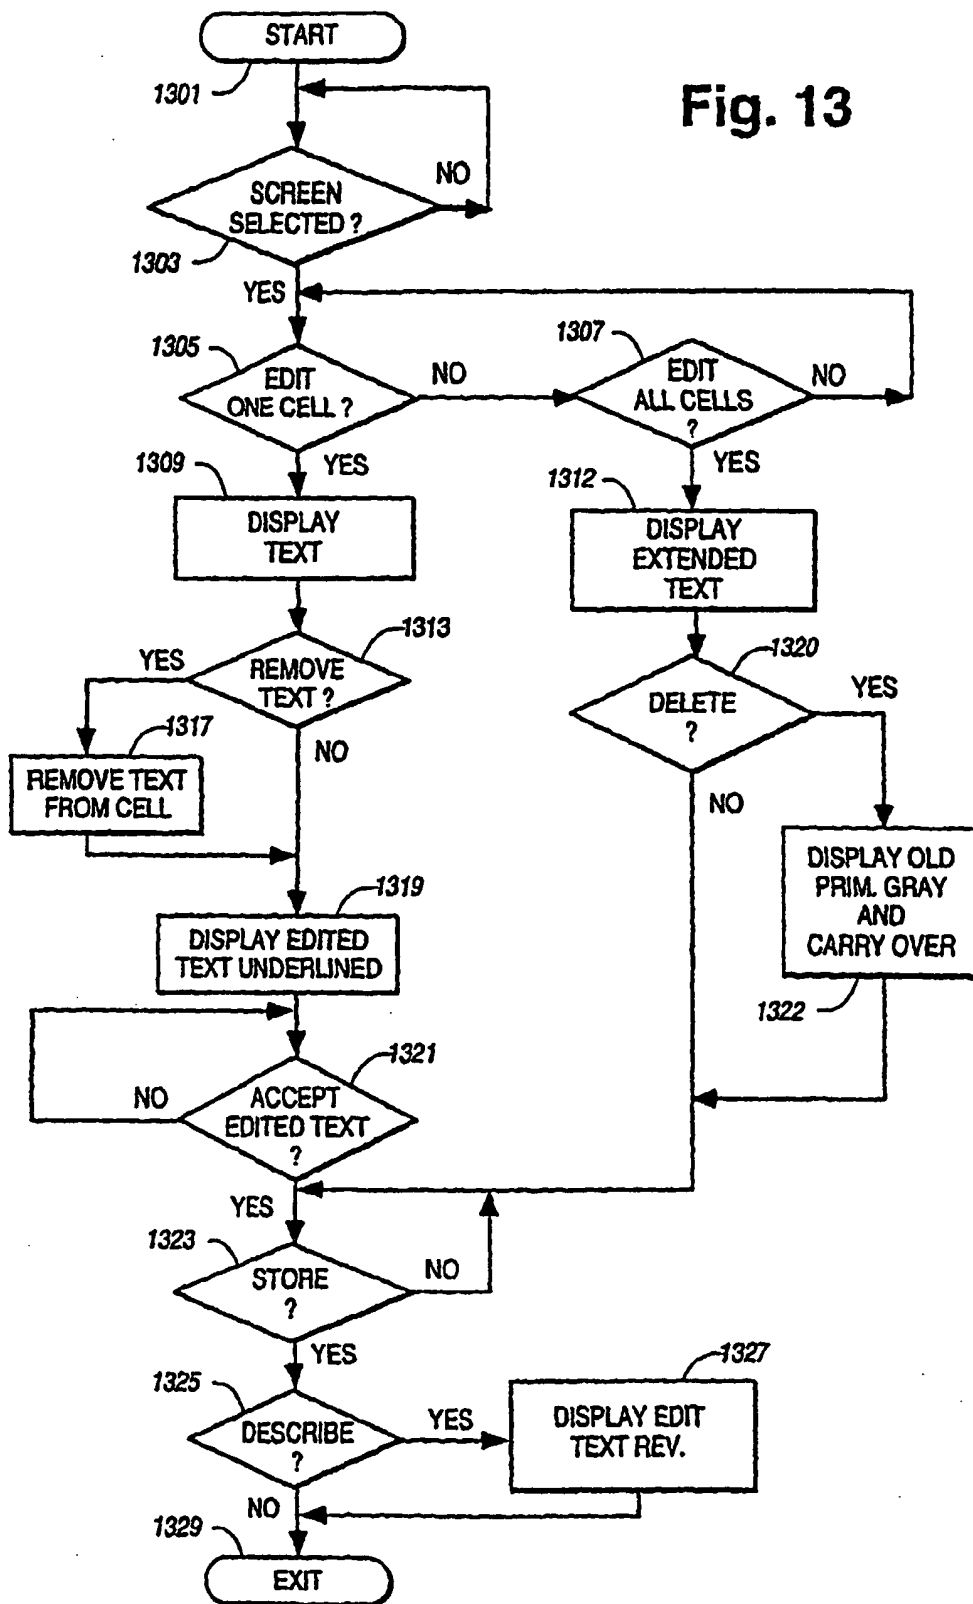 START
1301
Fig. 13
NO
SCREEN
SELECTED ?
1303
YES
1305
EDIT
ONE CELL ?
NO
1307
EDIT
ALL CELLS
?
NO
YES
1309
DISPLAY
TEXT
YES
1312
DISPLAY
EXTENDED
TEXT
1313
YES
REMOVE
TEXT ?
NO
1317
REMOVE TEXT
FROM CELL
1320
DELETE
?
YES
NO
DISPLAY OLD
PRIM. GRAY
AND
CARRY OVER
1322
1319
DISPLAY EDITED
TEXT UNDERLINED
1321
NO
ACCEPT
EDITED TEXT
?
YES
1323
STORE
?
NO
YES
1325
DESCRIBE
?
YES
1327
DISPLAY EDIT
TEXT REV.
NO
1329
EXIT